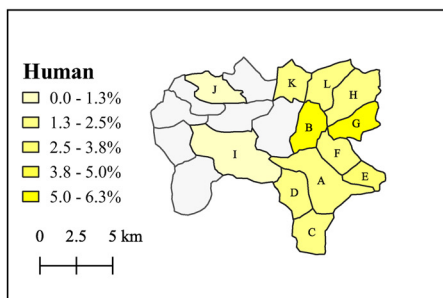 Human
0.0 - 1.3%
1.3 - 2.5%
2.5 - 3.8%
3.8 - 5.0%
5.0 - 6.3%
0 2.5 5 km
J
K
L
H
B
G
I
F
A
E
D
C